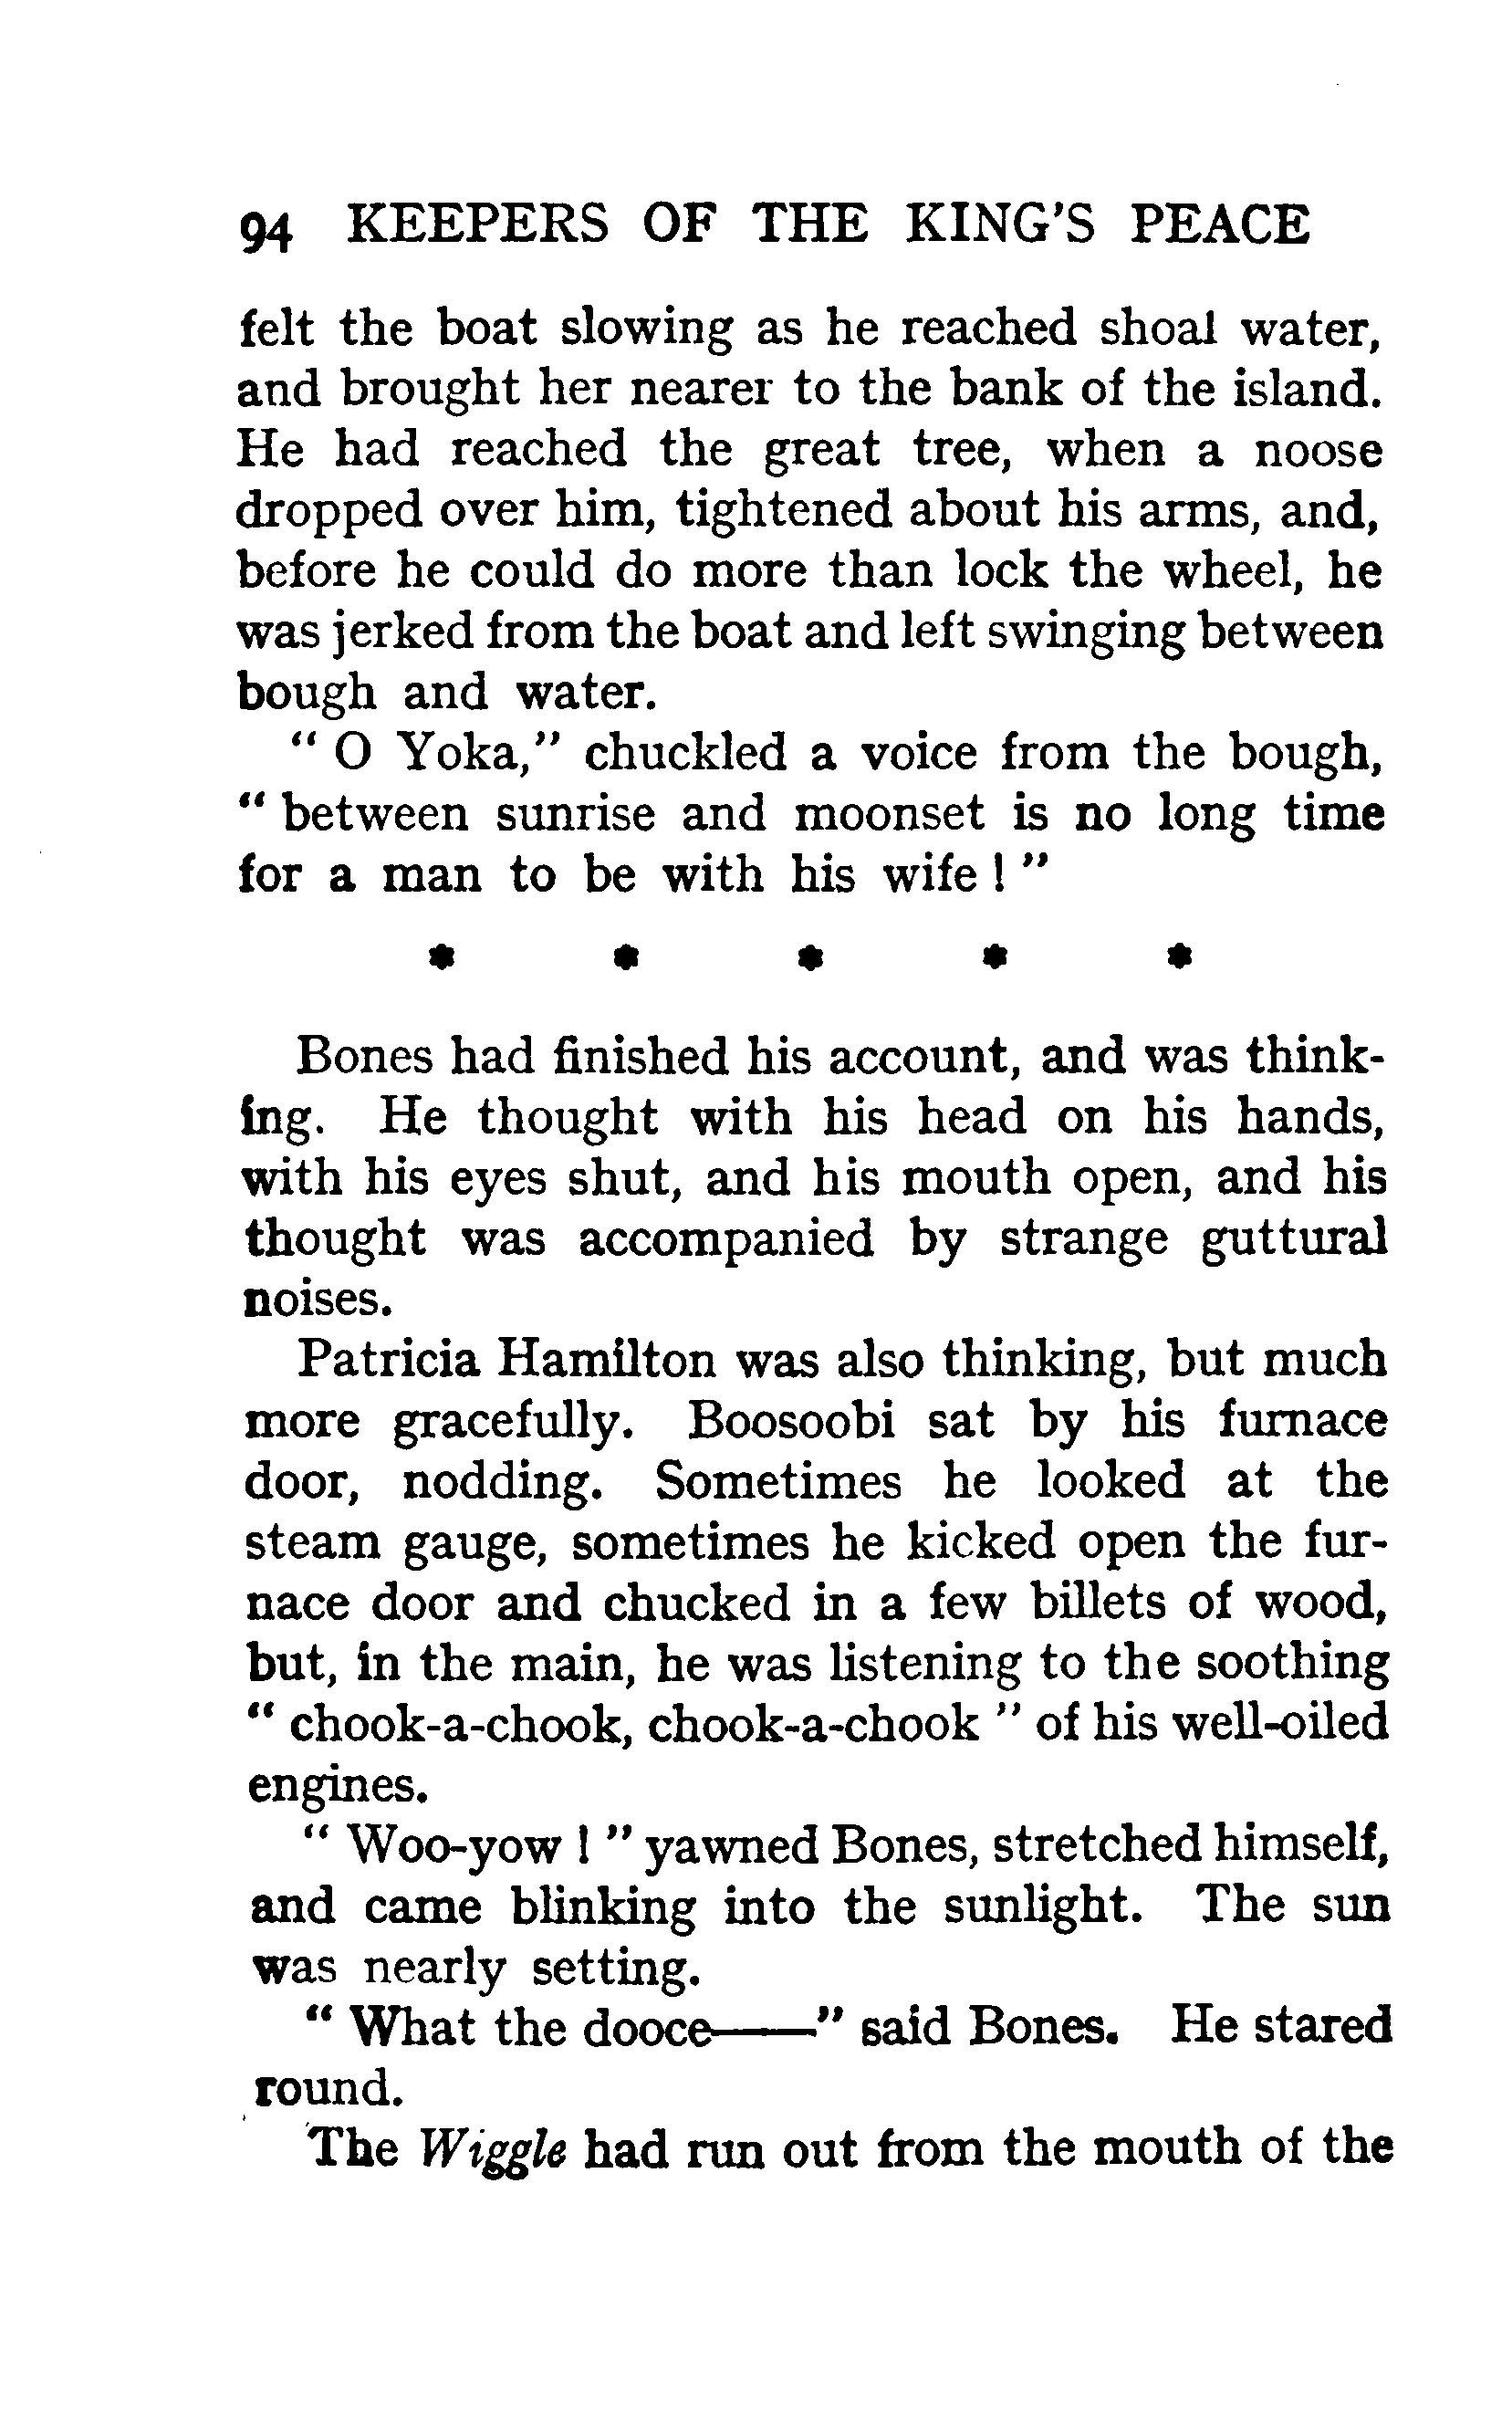 94 KEEPERS OF THE KING'S PEACE
felt the boat slowing as he reached shoal water,
and brought her nearer to the bank of the island.
He had reached the great tree, when a noose
dropped over him, tightened about his arms, and,
before he could do more than lock the wheel, he
was jerked from the boat and left swinging between
bough and water.
" O Yoka," chuckled a voice from the bough,
" between sunrise and moonset is no long time
for a man to be with his wife ! "
* * * * *
Bones had finished his account, and was think-
ing. He thought with his head on his hands,
with his eyes shut, and his mouth open, and his
thought was accompanied by strange guttural
noises.
Patricia Hamilton was also thinking, but much
more gracefully. Boosoobi sat by his furnace
door, nodding. Sometimes he looked at the
steam gauge, sometimes he kicked open the fur-
nace door and chucked in a few billets of wood,
but, in the main, he was listening to the soothing
" chook-a-chook, chook-a-chook " of his well-oiled
engines.
" Woo-yow ! " yawned Bones, stretched himself,
and came blinking into the sunlight. The sun
was nearly setting.
" What the dooce——" said Bones. He stared
round.
The Wiggle had run out from the mouth of the